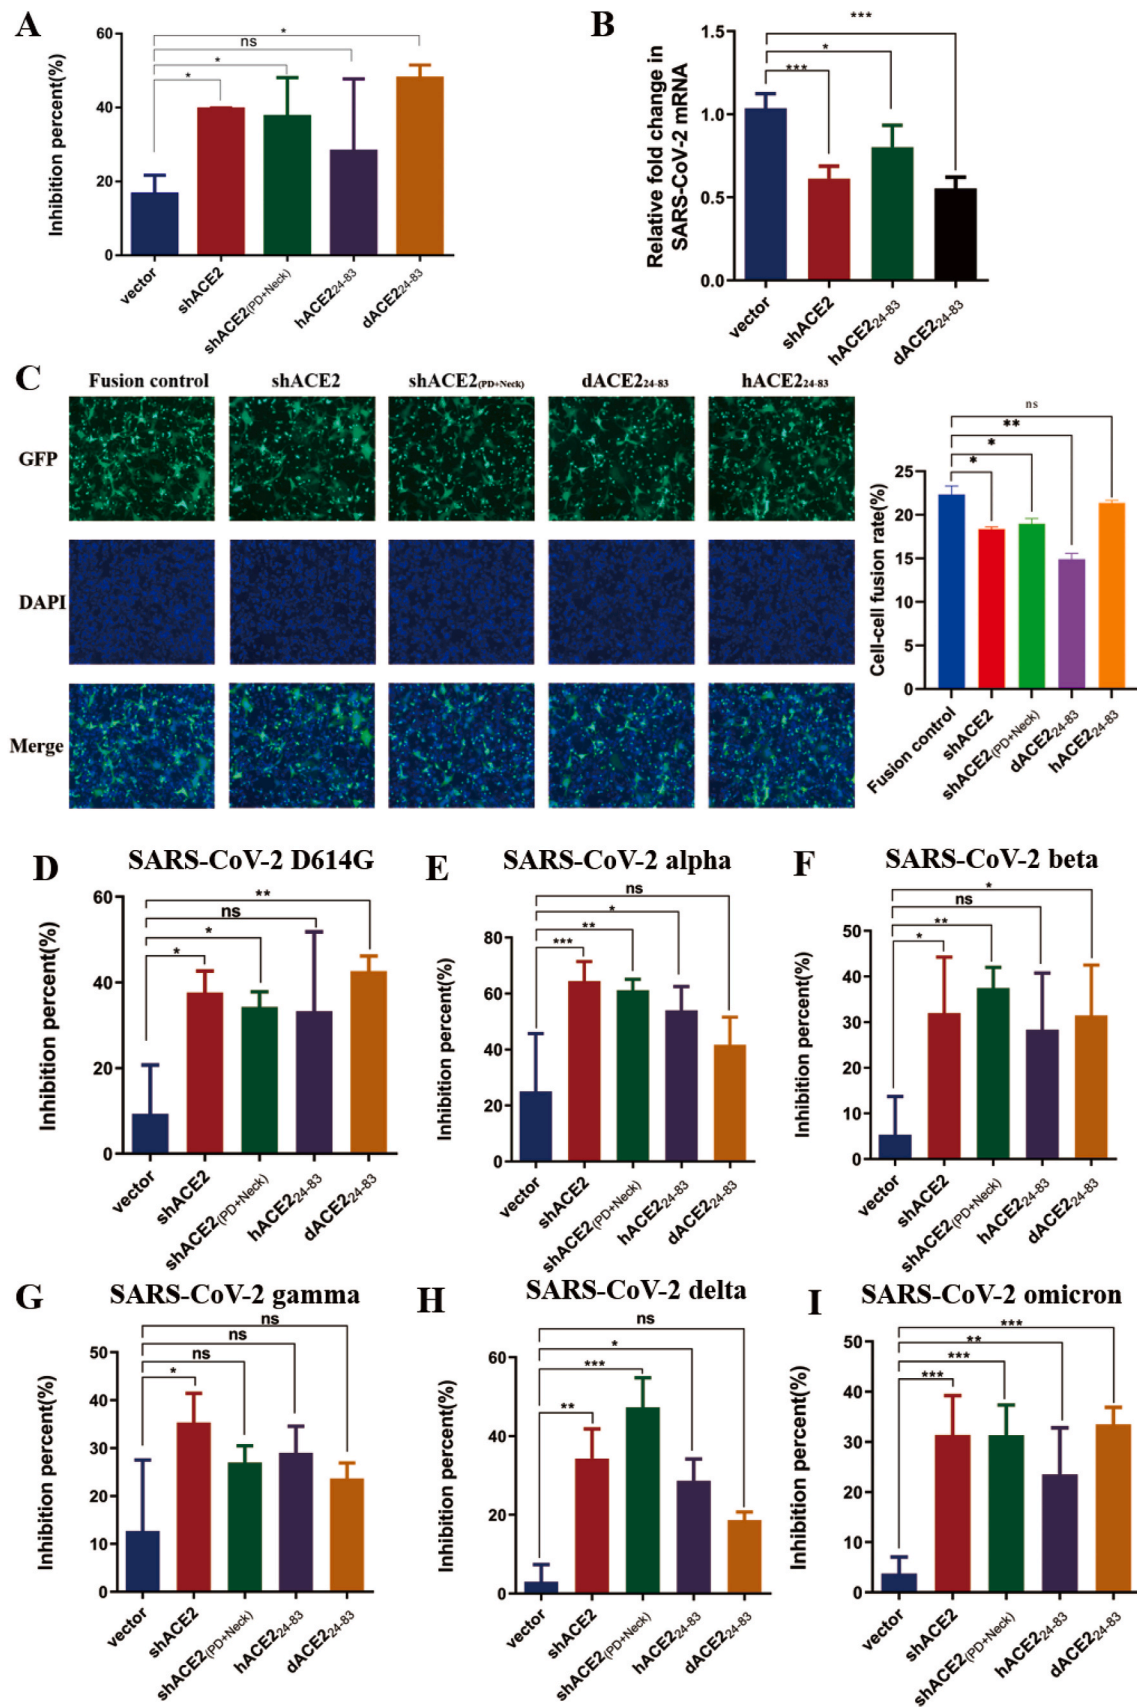 A
Inhibition percent(%)
60
40
20
0
*
ns
*
*
vector
shACE2
shACE2(PD+Neck)
hACE224-83
dACE224-83
B
Relative fold change in
SARS-CoV-2 mRNA
1.5
1.0
0.5
0.0
***
*
***
vector
shACE2
hACE224-83
dACE224-83
C
Fusion control
shACE2
shACE2(PD+Neck)
dACE224-83
hACE224-83
GFP
DAPI
Merge
Cell-cell fusion rate(%)
25
20
15
10
5
0
ns
**
*
*
Fusion control
shACE2
shACE2(PD+Neck)
dACE224-83
hACE224-83
D
SARS-CoV-2 D614G
Inhibition percent(%)
60
40
20
0
**
ns
*
*
vector
shACE2
shACE2(PD+Neck)
hACE224-83
dACE224-83
E
SARS-CoV-2 alpha
Inhibition percent(%)
80
60
40
20
0
ns
*
**
***
vector
shACE2
shACE2(PD+Neck)
hACE224-83
dACE224-83
F
SARS-CoV-2 beta
Inhibition percent(%)
50
40
30
20
10
0
*
ns
**
*
vector
shACE2
shACE2(PD+Neck)
hACE224-83
dACE224-83
G
SARS-CoV-2 gamma
Inhibition percent(%)
50
40
30
20
10
0
ns
ns
ns
*
vector
shACE2
shACE2(PD+Neck)
hACE224-83
dACE224-83
H
SARS-CoV-2 delta
Inhibition percent(%)
60
40
20
0
ns
*
***
**
vector
shACE2
shACE2(PD+Neck)
hACE224-83
dACE224-83
I
SARS-CoV-2 omicron
Inhibition percent(%)
50
40
30
20
10
0
***
**
***
***
vector
shACE2
shACE2(PD+Neck)
hACE224-83
dACE224-83